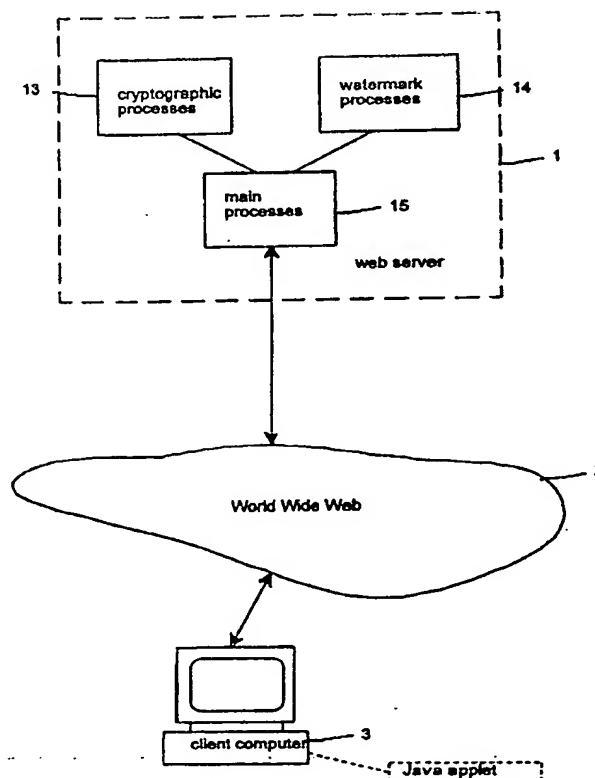 13
cryptographic
processes
watermark
processes
14
1
main
processes
15
web server
World Wide Web
client computer
3
Java applet